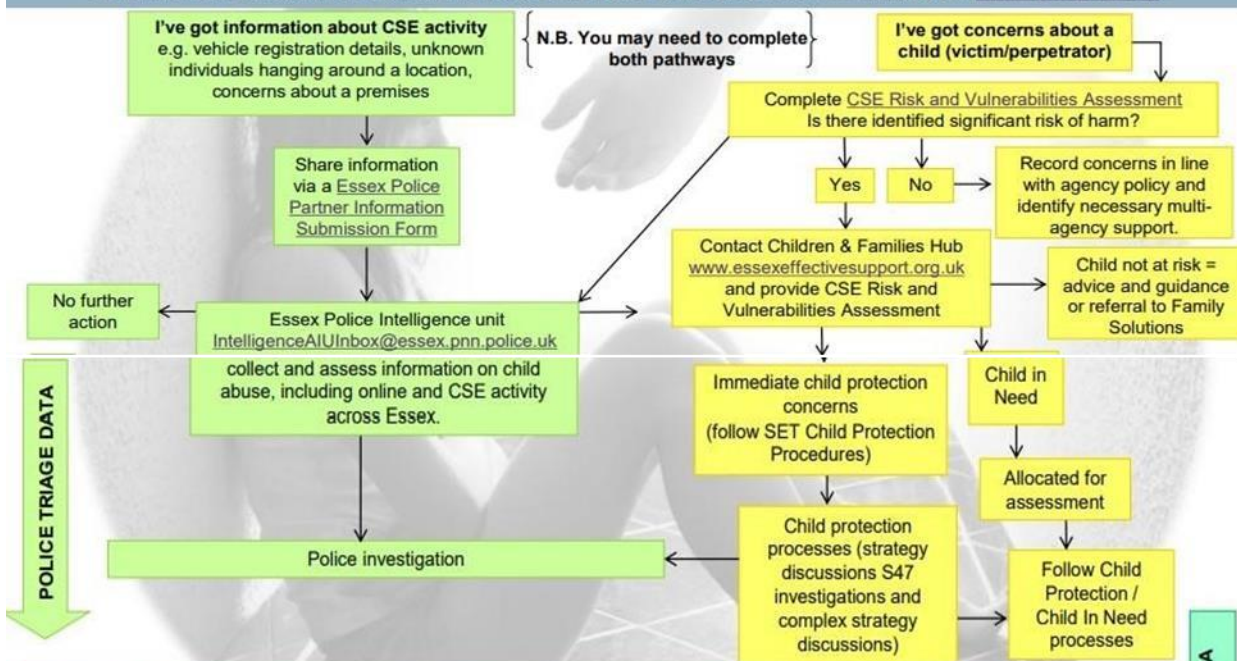 I've got information about CSE activity
e.g. vehicle registration details, unknown
individuals hanging around a location,
concerns about a premises
N.B. You may need to complete
both pathways
I've got concerns about a
child (victim/perpetrator)
Complete CSE Risk and Vulnerabilities Assessment
Is there identified significant risk of harm?
Share information
via a Essex Police
Partner Information
Submission Form
Yes
No
Record concerns in line
with agency policy and
identify necessary multi-
agency support.
Contact Children & Families Hub
www.essexeffectivesupport.org.uk
and provide CSE Risk and
Vulnerabilities Assessment
Child not at risk =
advice and guidance
or referral to Family
Solutions
No further
action
Essex Police Intelligence unit
IntelligenceAIUInbox@essex.pnn.police.uk
collect and assess information on child
abuse, including online and CSE activity
across Essex.
Immediate child protection
concerns
(follow SET Child Protection
Procedures)
Child in
Need
Allocated for
assessment
POLICE TRIAGE DATA
Police investigation
Child protection
processes (strategy
discussions S47
investigations and
complex strategy
discussions)
Follow Child
Protection /
Child In Need
processes
A